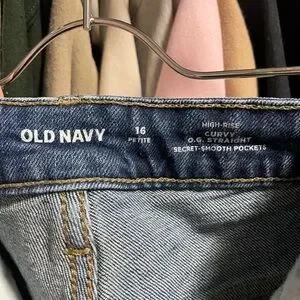 OLD NAVY
16
PETITE
HIGH-RISE
CURVY
O.G. STRAIGHT
SECRET-SMOOTH POCKETS